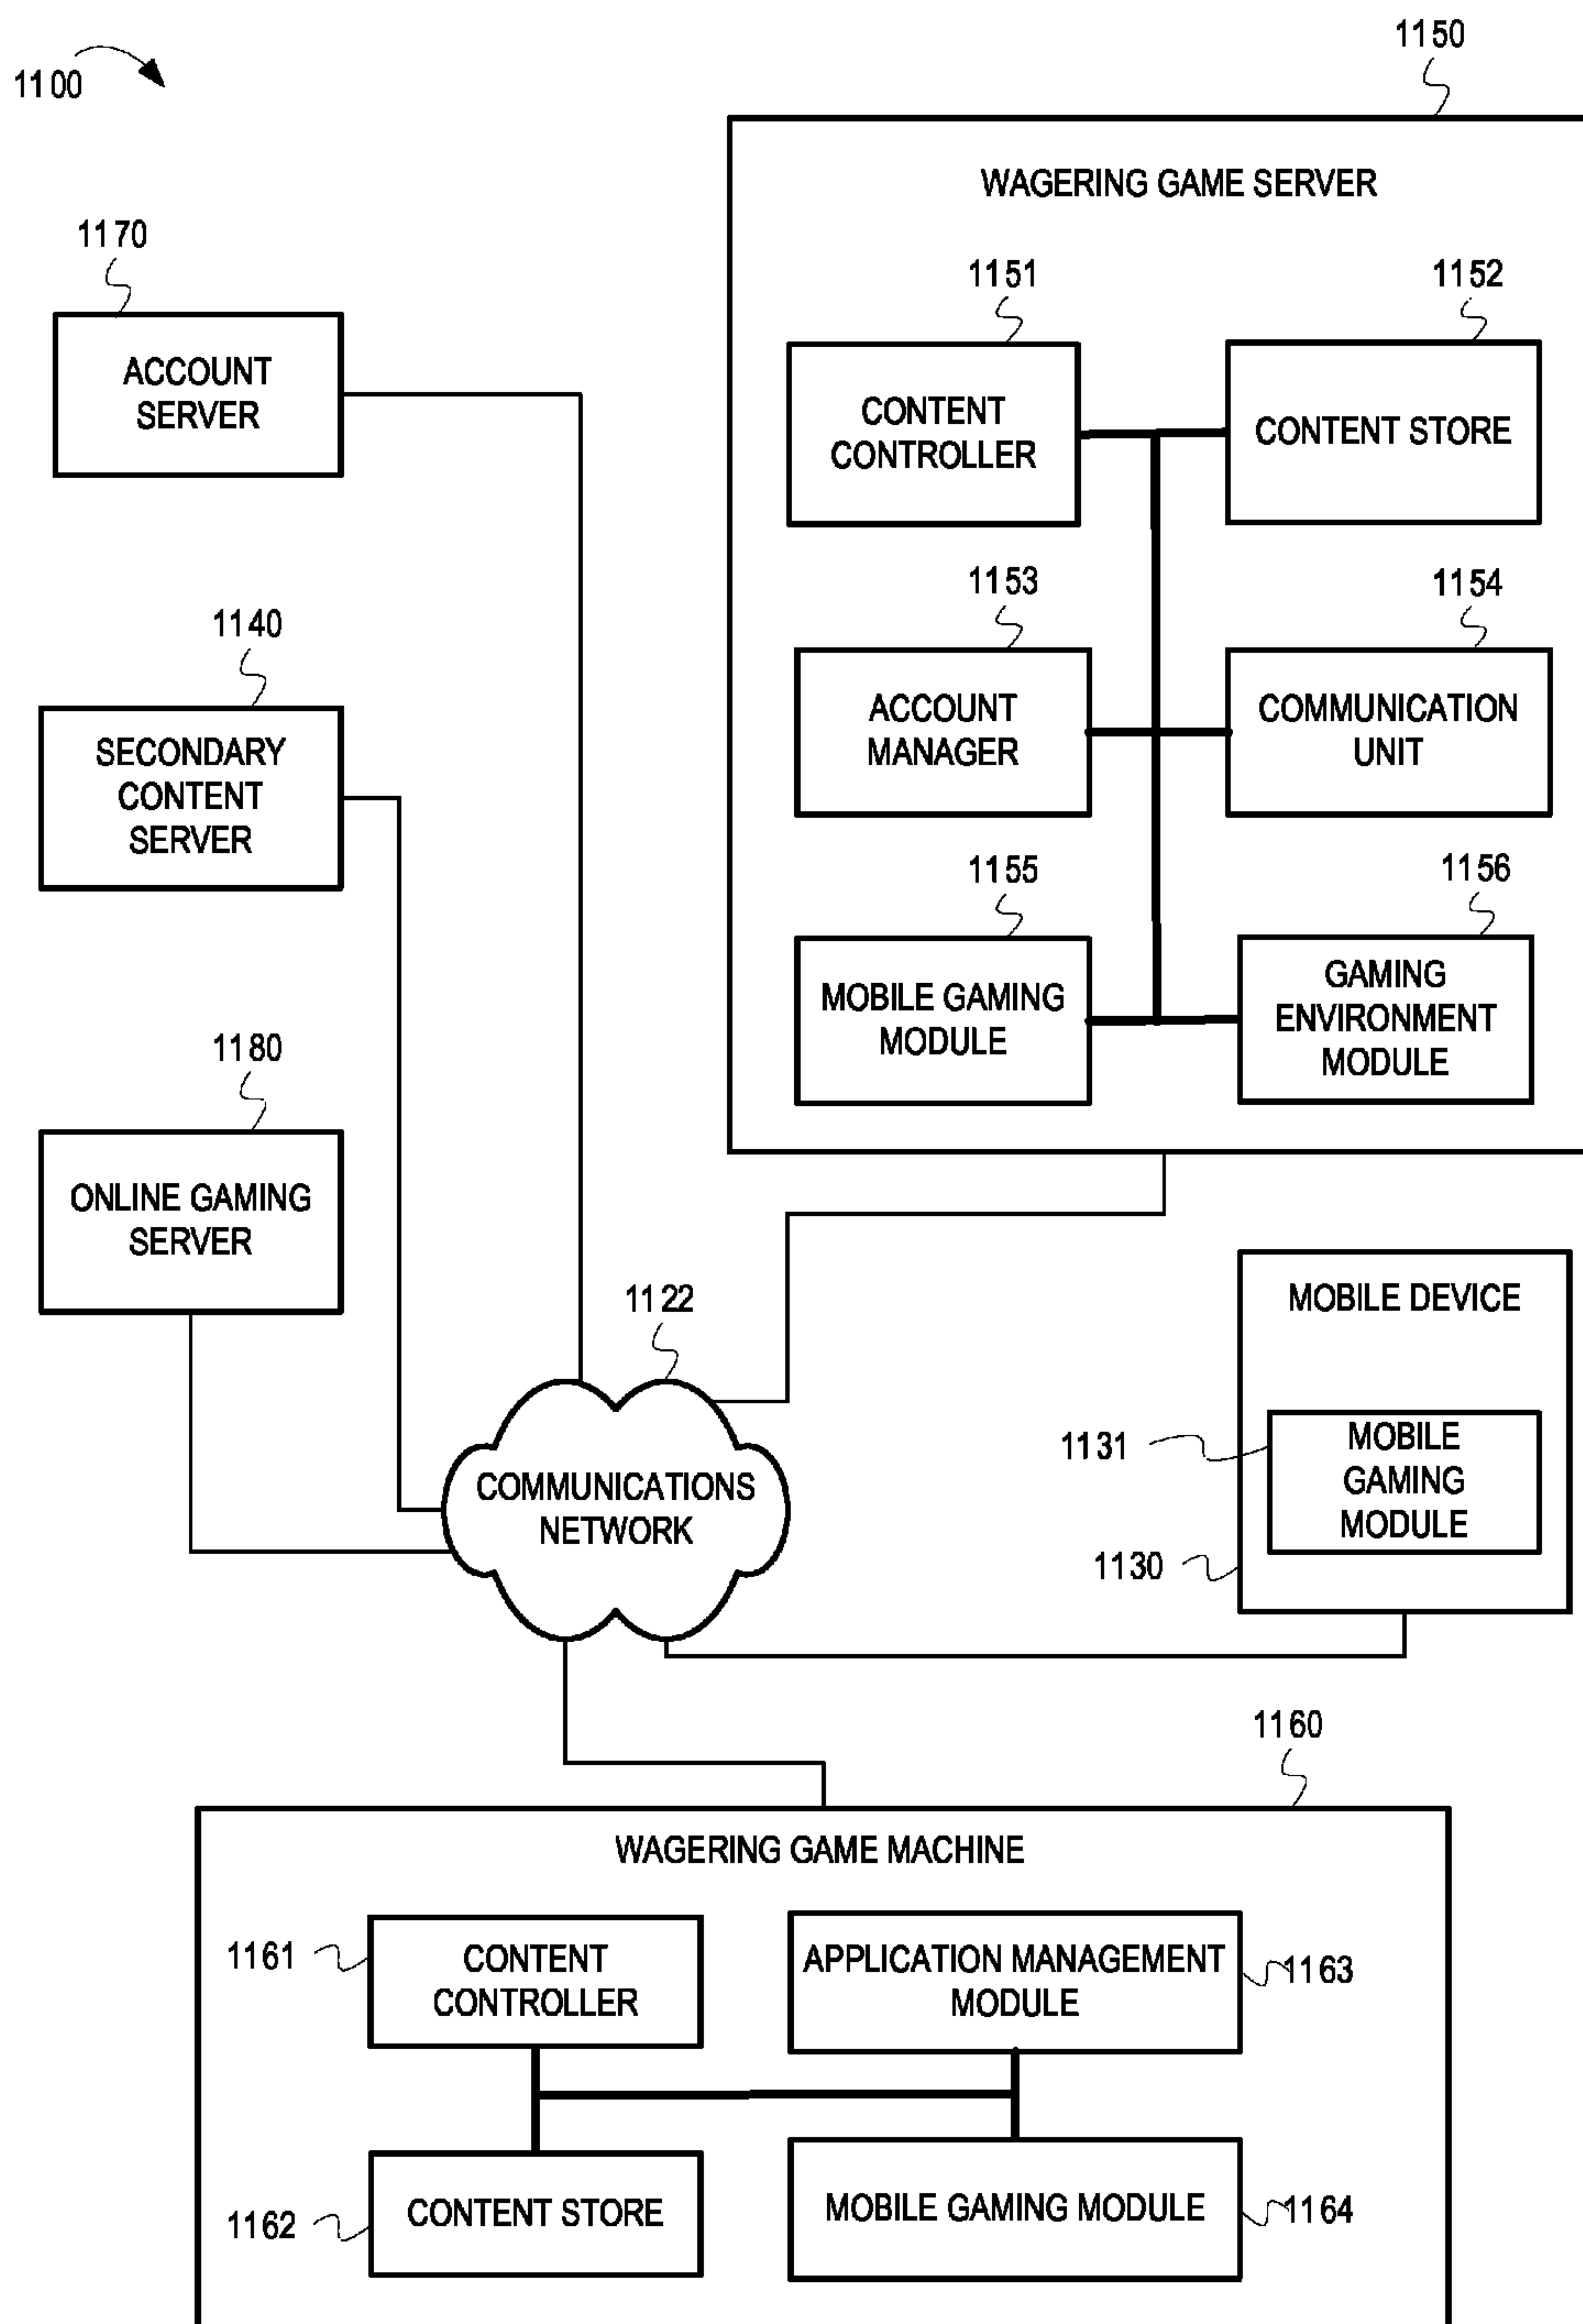 1100
1150
WAGERING GAME SERVER
1170
ACCOUNT
SERVER
1151
CONTENT
CONTROLLER
1152
CONTENT STORE
1153
ACCOUNT
MANAGER
1154
COMMUNICATION
UNIT
1140
SECONDARY
CONTENT
SERVER
1155
MOBILE GAMING
MODULE
1156
GAMING
ENVIRONMENT
MODULE
1180
ONLINE GAMING
SERVER
1122
COMMUNICATIONS
NETWORK
MOBILE DEVICE
1131
MOBILE
GAMING
MODULE
1130
1160
WAGERING GAME MACHINE
1161
CONTENT
CONTROLLER
APPLICATION MANAGEMENT
MODULE
1163
1162
CONTENT STORE
MOBILE GAMING MODULE
1164